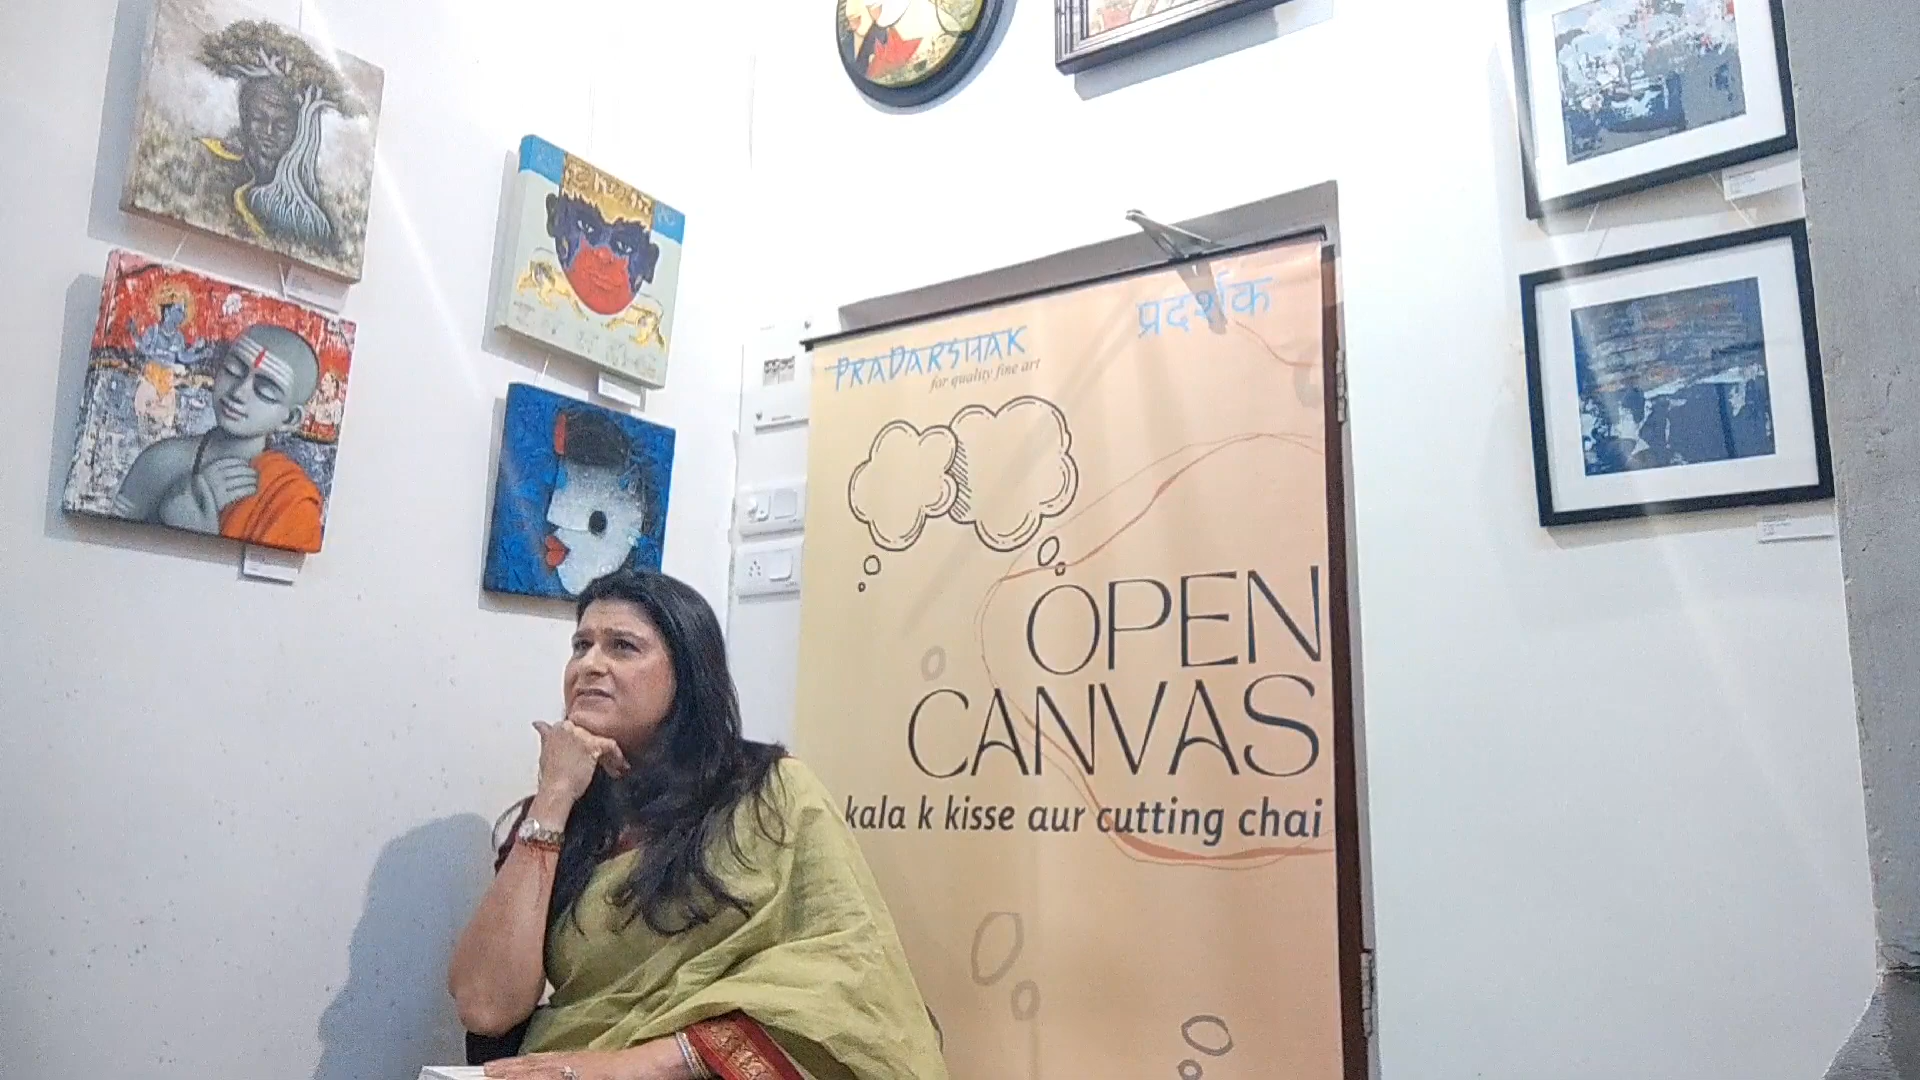 PRADARSHAK
for quality fine art
प्रदर्शक
OPEN
CANVAS
kala k kisse aur cutting chai